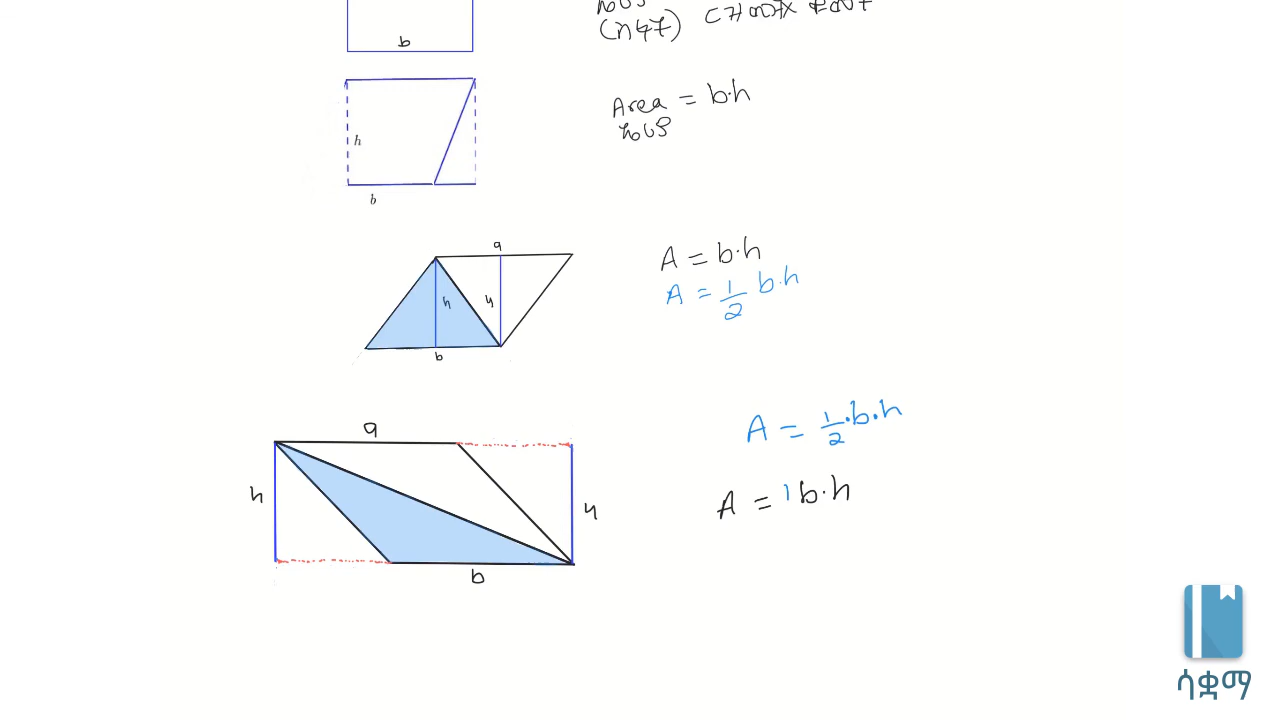 b
h
b
Area = b·h
a
h
h
b
A = b·h
A = 1/2 b·h
a
h
h
b
A = 1/2·b·h
A = 1b·h
ሳቋማ